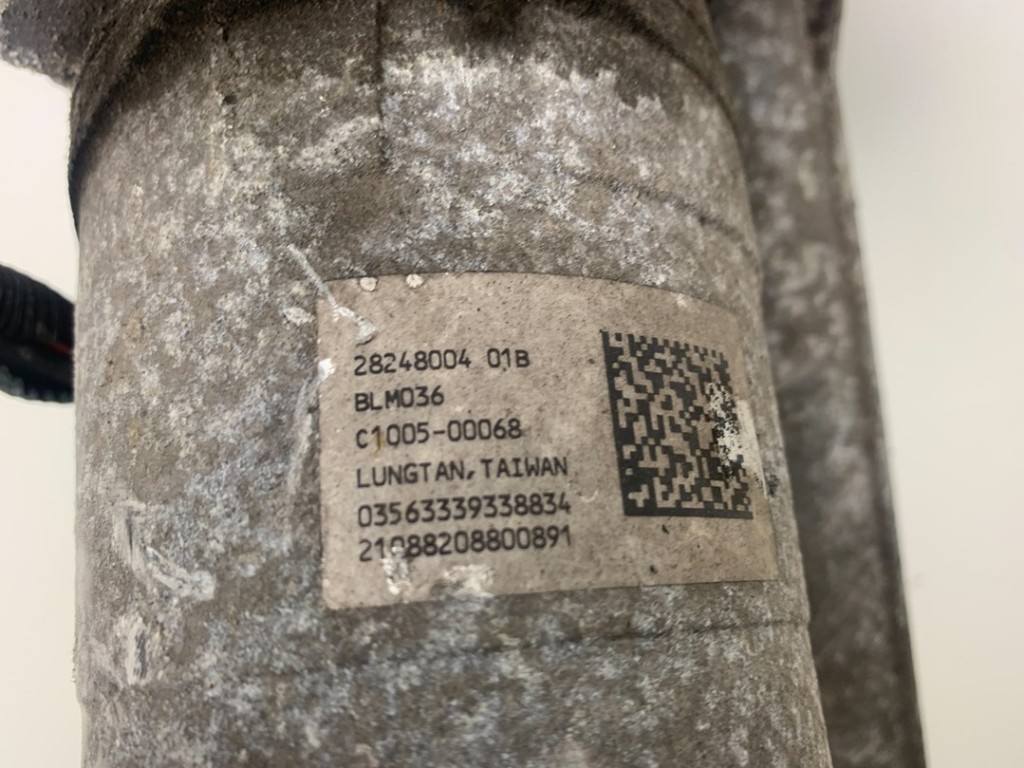 28248004 01B
BLM036
C1005-00068
LUNGTAN,TAIWAN
03563339338834
21088208800891